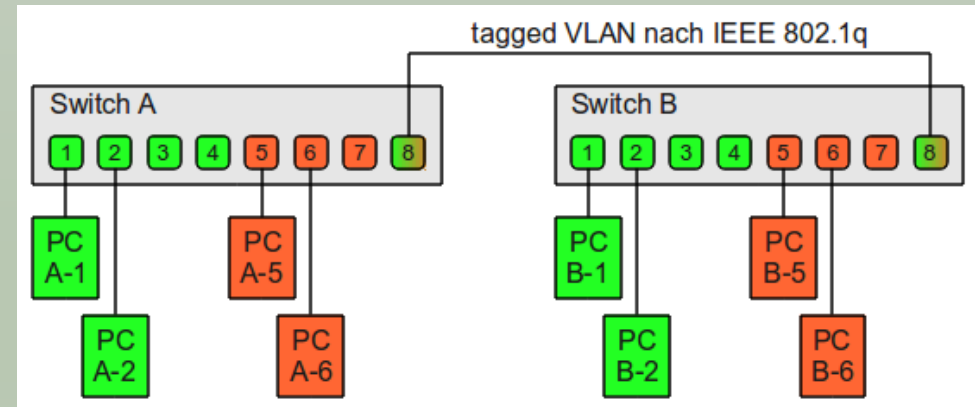 tagged VLAN nach IEEE 802.1q
Switch A
1 2 3 4 5 6 7 8
PC
A-1
PC
A-5
PC
A-2
PC
A-6
Switch B
1 2 3 4 5 6 7 8
PC
B-1
PC
B-5
PC
B-2
PC
B-6